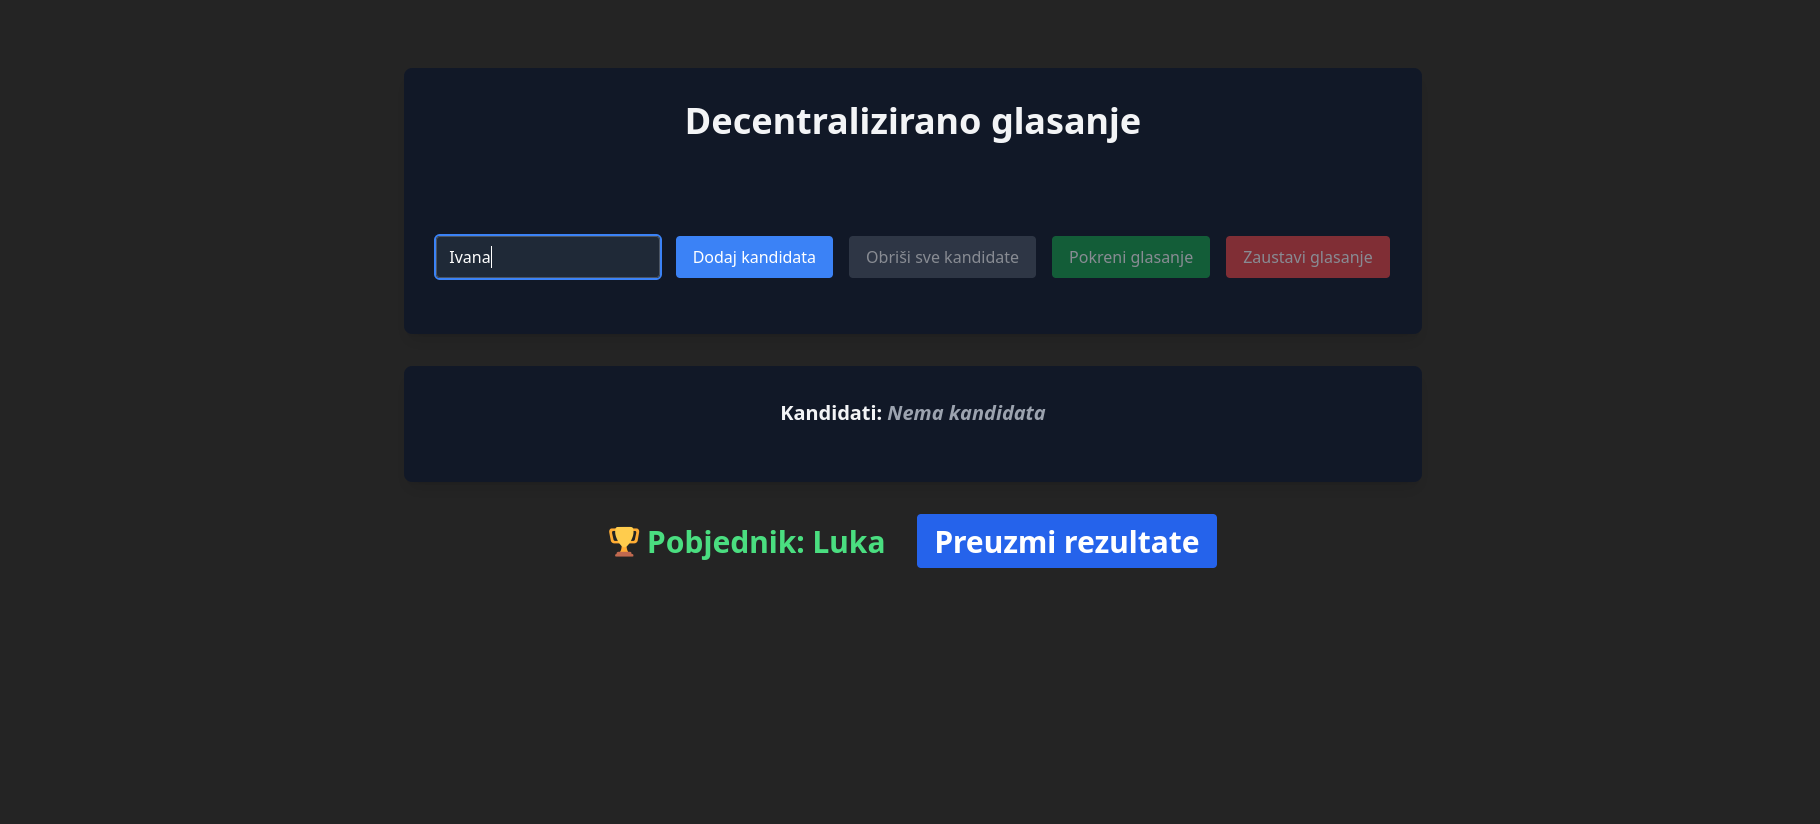 Decentralizirano glasanje
Ivana Dodaj kandidata Obriši sve kandidate Pokreni glasanje Zaustavi glasanje
Kandidati: Nema kandidata
🏆 Pobjednik: Luka Preuzmi rezultate